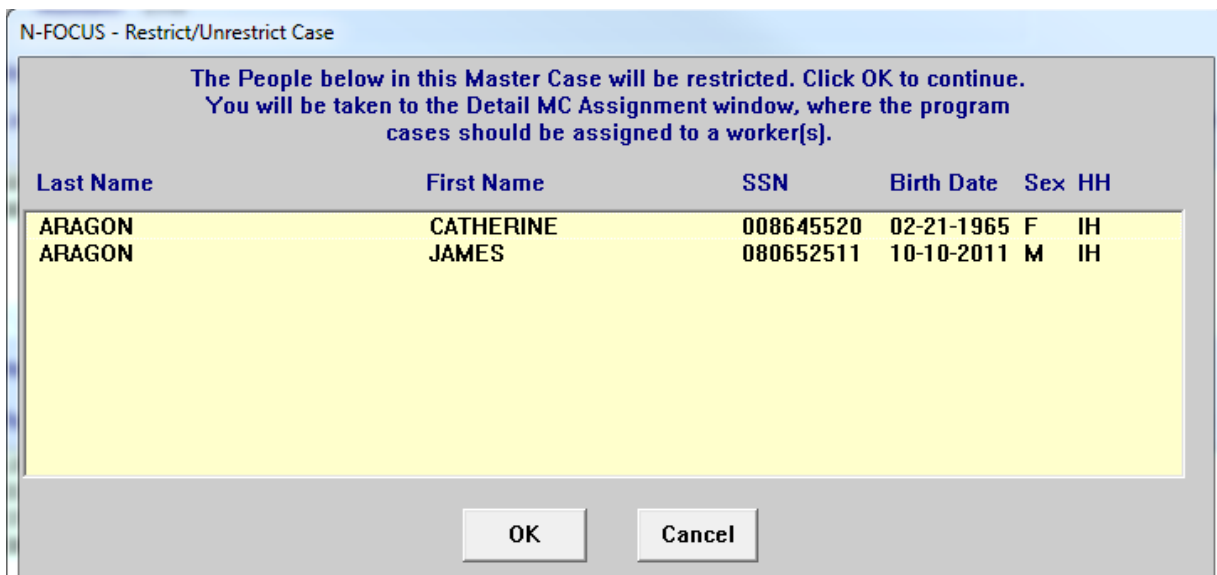 N-FOCUS - Restrict/Unrestrict Case
The People below in this Master Case will be restricted. Click OK to continue.
You will be taken to the Detail MC Assignment window, where the program
cases should be assigned to a worker(s).
Last Name First Name SSN Birth Date Sex HH
ARAGON CATHERINE 008645520 02-21-1965 F IH
ARAGON JAMES 080652511 10-10-2011 M IH
OK Cancel